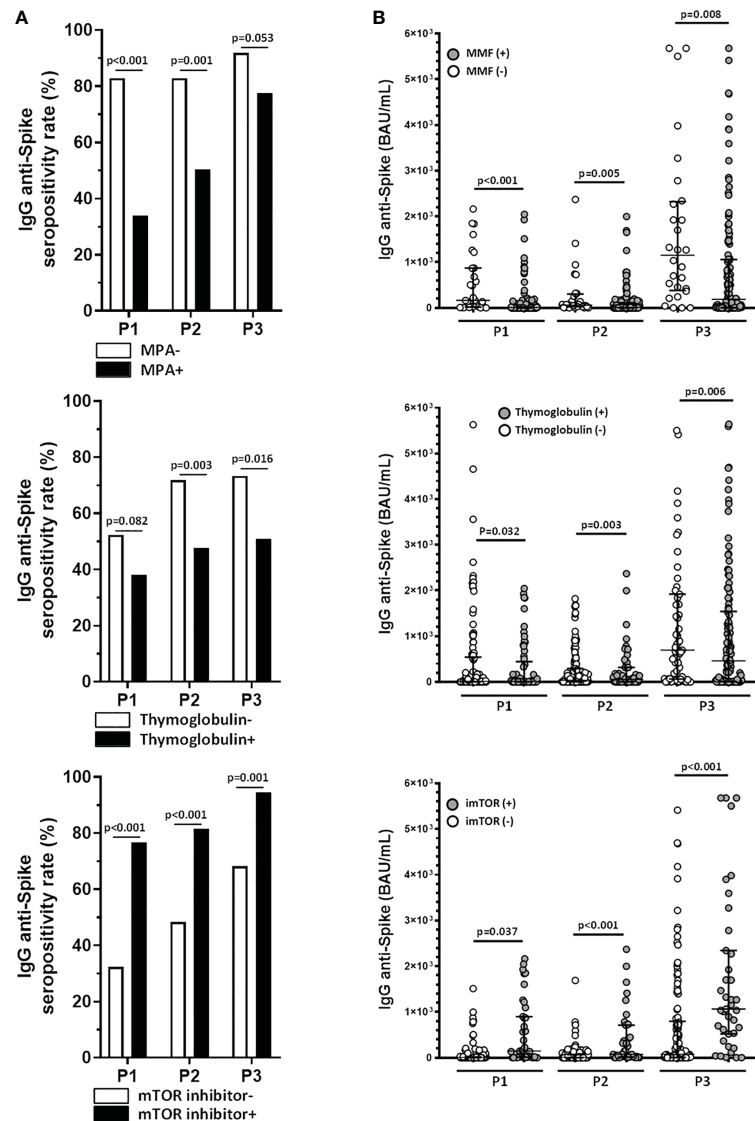 A
IgG anti-Spike
seropositivity rate (%)
100
80
60
40
20
0
p<0.001
p=0.001
p=0.053
P1
P2
P3
MPA-
MPA+
IgG anti-Spike
seropositivity rate (%)
100
80
60
40
20
0
p=0.082
p=0.003
p=0.016
P1
P2
P3
Thymoglobulin-
Thymoglobulin+
IgG anti-Spike
seropositivity rate (%)
100
80
60
40
20
0
p<0.001
p=0.001
p=0.001
P1
P2
P3
mTOR inhibitor-
mTOR inhibitor+
B
IgG anti-Spike (BAU/mL)
6×10³
5×10³
4×10³
3×10³
2×10³
1×10³
0
MMF (+)
MMF (-)
p<0.001
p=0.005
p=0.008
P1
P2
P3
IgG anti-Spike (BAU/mL)
6×10³
5×10³
4×10³
3×10³
2×10³
1×10³
0
Thymoglobulin (+)
Thymoglobulin (-)
P=0.032
p=0.003
p=0.006
P1
P2
P3
IgG anti-Spike (BAU/mL)
6×10³
5×10³
4×10³
3×10³
2×10³
1×10³
0
imTOR (+)
imTOR (-)
p=0.037
p<0.001
p<0.001
P1
P2
P3